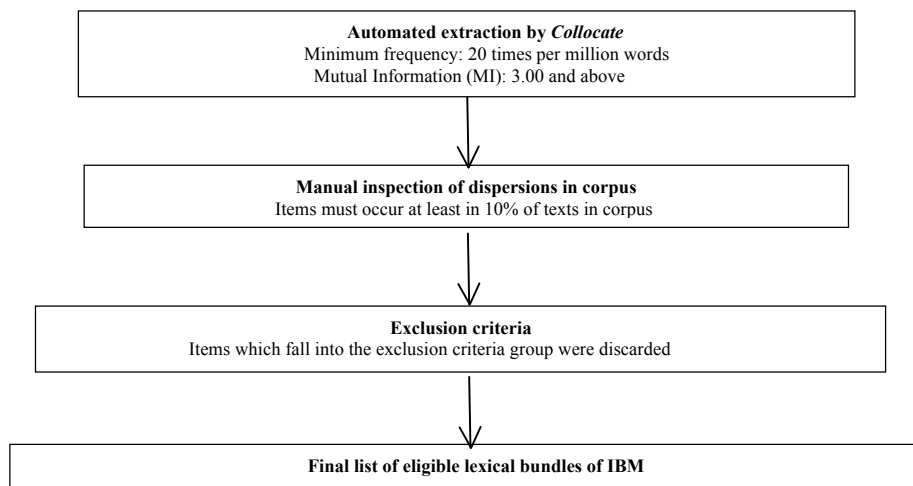 Automated extraction by Collocate
Minimum frequency: 20 times per million words
Mutual Information (MI): 3.00 and above
Manual inspection of dispersions in corpus
Items must occur at least in 10% of texts in corpus
Exclusion criteria
Items which fall into the exclusion criteria group were discarded
Final list of eligible lexical bundles of IBM